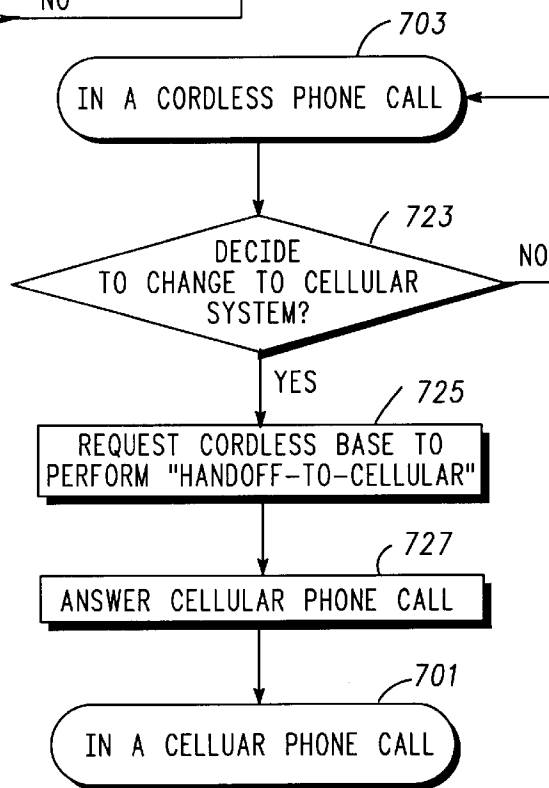 NO
703
IN A CORDLESS PHONE CALL
723
DECIDE
TO CHANGE TO CELLULAR
SYSTEM?
NO
YES
725
REQUEST CORDLESS BASE TO
PERFORM "HANDOFF-TO-CELLULAR"
727
ANSWER CELLULAR PHONE CALL
701
IN A CELLUAR PHONE CALL